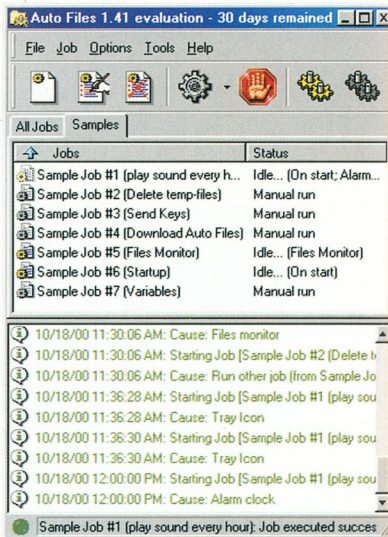 Auto Files 1.41 evaluation - 30 days remained
File Job Options Tools Help
All Jobs Samples
Jobs Status
Sample Job #1 (play sound every h... Idle... (On start; Alarm...
Sample Job #2 (Delete temp-files) Manual run
Sample Job #3 (Send Keys) Manual run
Sample Job #4 (Download Auto Files) Manual run
Sample Job #5 (Files Monitor) Idle... (Files Monitor)
Sample Job #6 (Startup) Idle... (On start)
Sample Job #7 (Variables) Manual run
10/18/00 11:30:06 AM: Cause: Files monitor
10/18/00 11:30:06 AM: Starting Job [Sample Job #2 (Delete t
10/18/00 11:30:06 AM: Cause: Run other job (from Sample Jo
10/18/00 11:36:28 AM: Starting Job [Sample Job #1 (play sou
10/18/00 11:36:28 AM: Cause: Tray Icon
10/18/00 11:36:30 AM: Starting Job [Sample Job #1 (play sou
10/18/00 11:36:30 AM: Cause: Tray Icon
10/18/00 12:00:00 PM: Starting Job [Sample Job #1 (play sou
10/18/00 12:00:00 PM: Cause: Alarm clock
Sample Job #1 (play sound every hour): Job executed succes